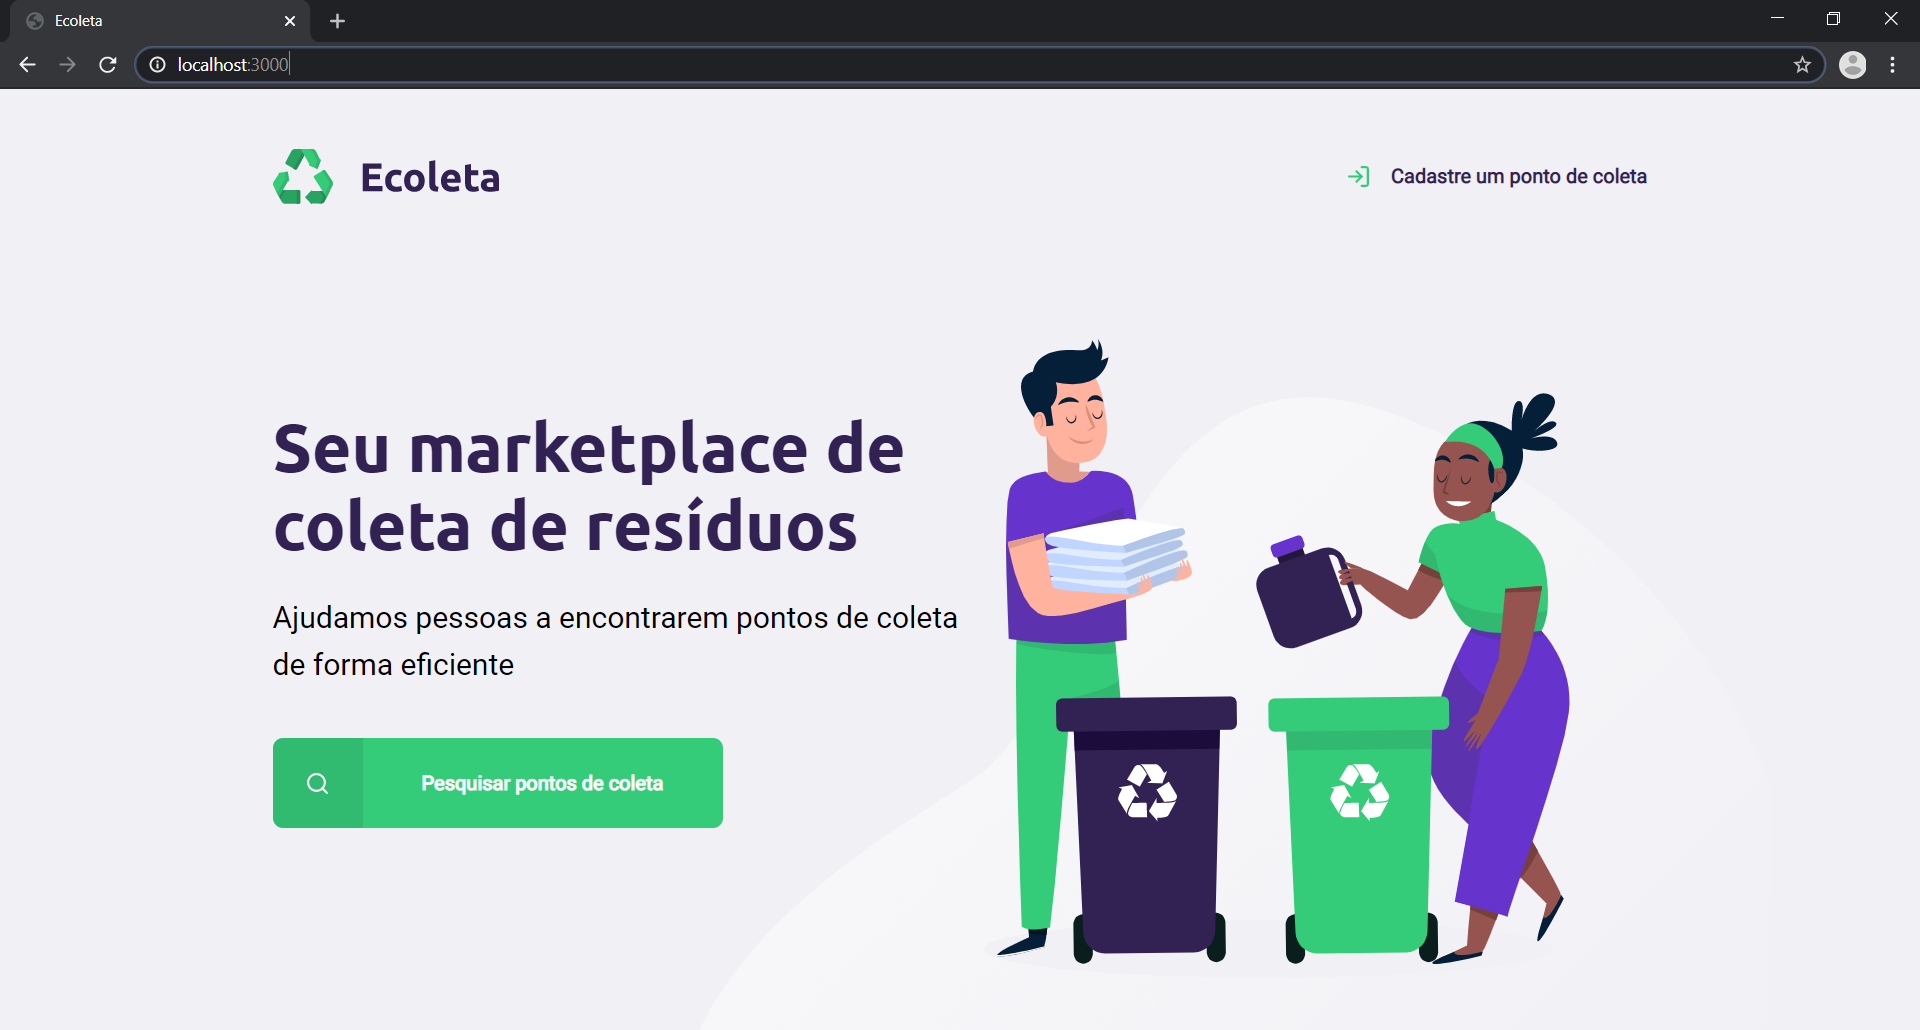 Ecoleta
localhost:3000
Ecoleta
Cadastre um ponto de coleta
Seu marketplace de
coleta de resíduos
Ajudamos pessoas a encontrarem pontos de coleta
de forma eficiente
Pesquisar pontos de coleta